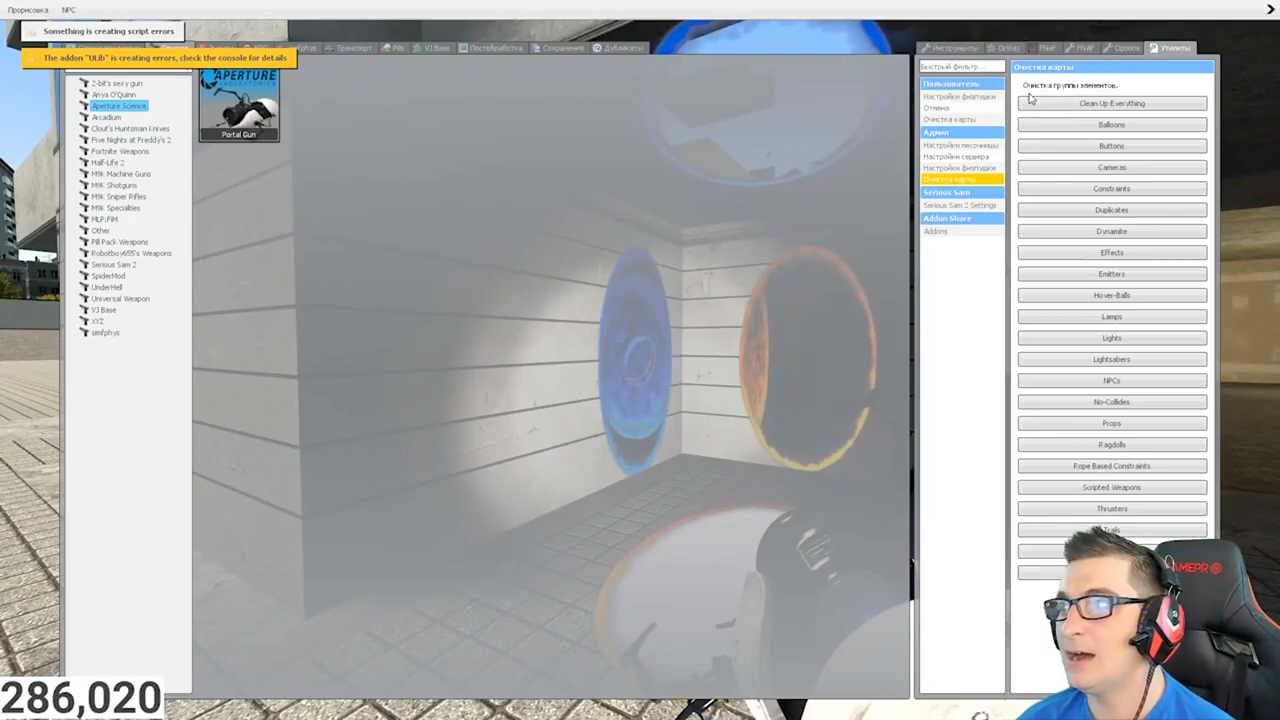 Прорисовка NPC
Something is creating script errors
The addon "ULib" is creating errors, check the console for details
Транспорт
Pills
VJ Base
Постобработка
Сохранения
Дубликаты
Инструменты
DrVrej
FNaF
FNAF
Options
Утилиты
2-bit's sexy gun
Anya O'Quinn
Aperture Science
Arcadium
Clout's Huntsman Knives
Five Nights at Freddy's 2
Fortnite Weapons
Half-Life 2
M9K Machine Guns
M9K Shotguns
M9K Sniper Rifles
M9K Specialties
MLP:FiM
Other
Pill Pack Weapons
Robotboy655's Weapons
Serious Sam 2
SpiderMod
UnderHell
Universal Weapon
VJ Base
XYZ
simfphys
APERTURE
LABORATORIES
Portal Gun
Быстрый фильтр...
Пользователь
Настройки физпушки
Отмена
Очистка карты
Админ
Настройки песочницы
Настройки сервера
Настройки физпушки
Очистка карты
Serious Sam
Serious Sam 2 Settings
Addon Share
Addons
Очистка карты
Очистка группы элементов.
Clean Up Everything
Balloons
Buttons
Cameras
Constraints
Duplicates
Dynamite
Effects
Emitters
Hover-Balls
Lamps
Lights
Lightsabers
NPCs
No-Collides
Props
Ragdolls
Rope Based Constraints
Scripted Weapons
Thrusters
Trails
286,020